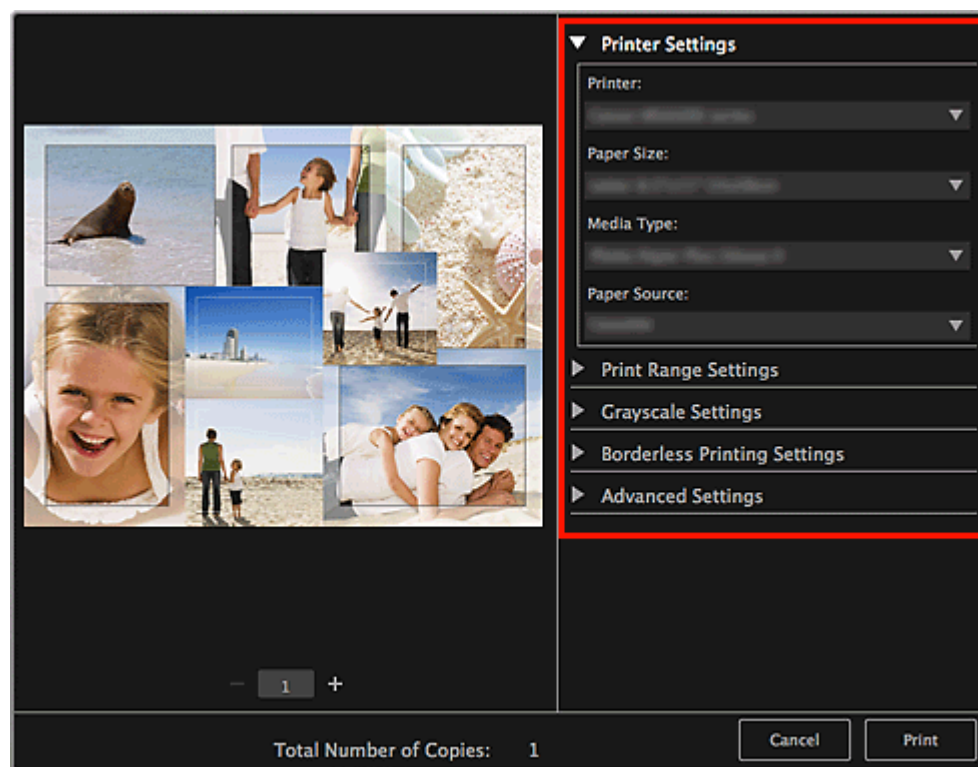 Printer Settings
Printer:
Paper Size:
Media Type:
Paper Source:
Print Range Settings
Grayscale Settings
Borderless Printing Settings
Advanced Settings
1
Total Number of Copies: 1
Cancel
Print